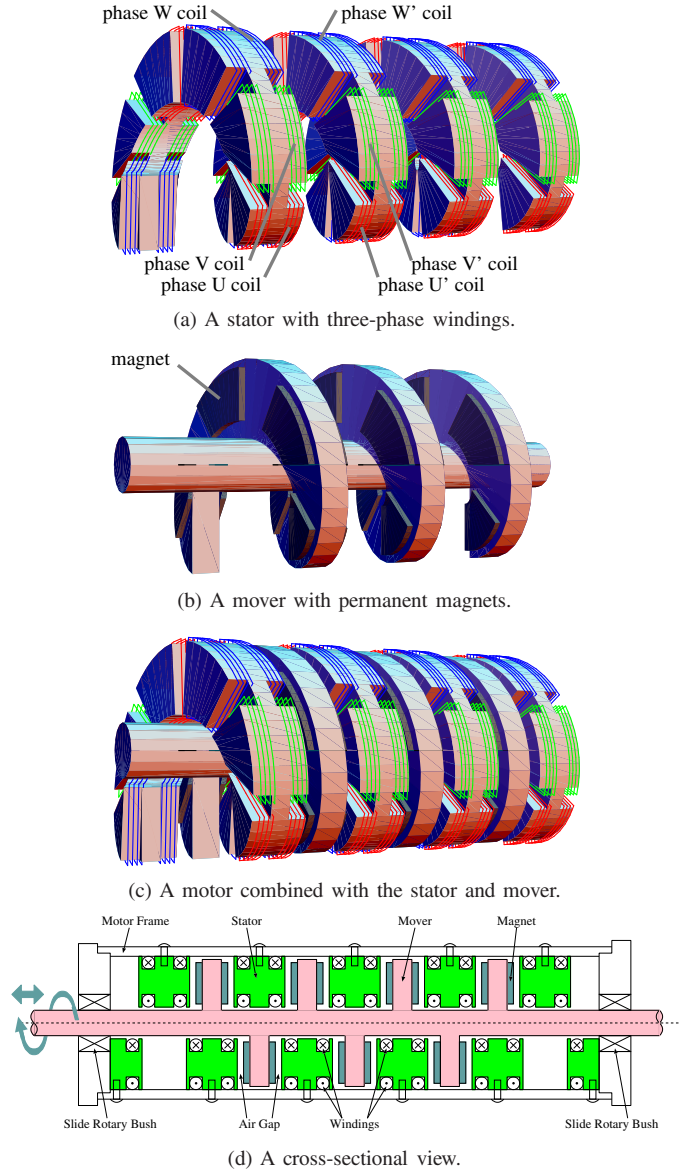 phase W coil
phase W' coil
phase V coil
phase V' coil
phase U coil
phase U' coil
(a) A stator with three-phase windings.
magnet
(b) A mover with permanent magnets.
(c) A motor combined with the stator and mover.
Motor Frame
Stator
Mover
Magnet
Slide Rotary Bush
Air Gap
Windings
Slide Rotary Bush
(d) A cross-sectional view.